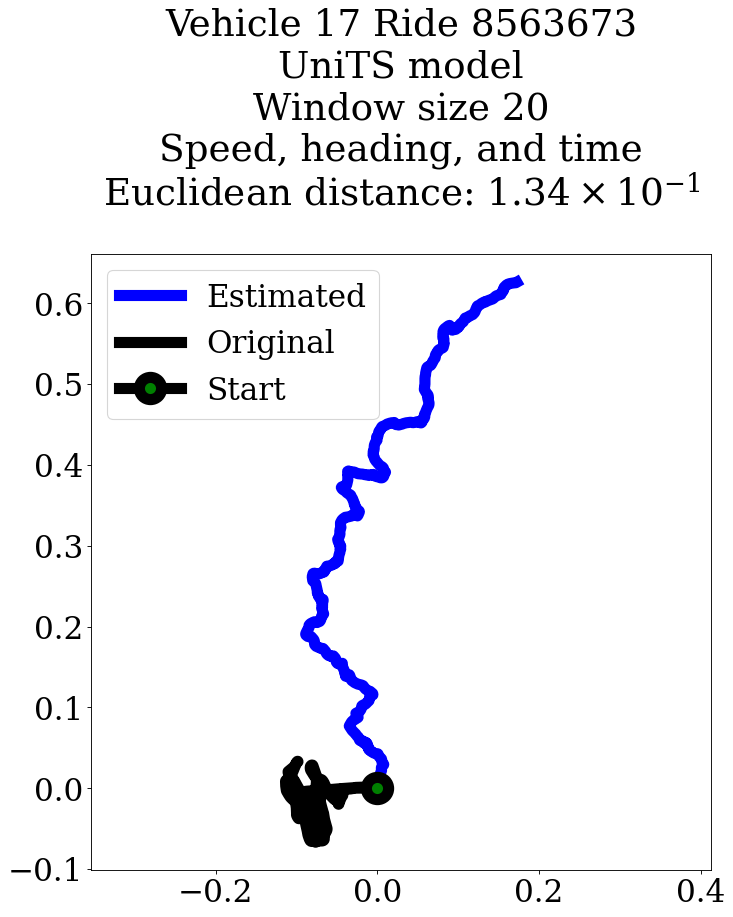 Vehicle 17 Ride 8563673
UniTS model
Window size 20
Speed, heading, and time
Euclidean distance: 1.34 × 10⁻¹
Estimated
Original
Start
0.6
0.5
0.4
0.3
0.2
0.1
0.0
−0.1
−0.2
0.0
0.2
0.4